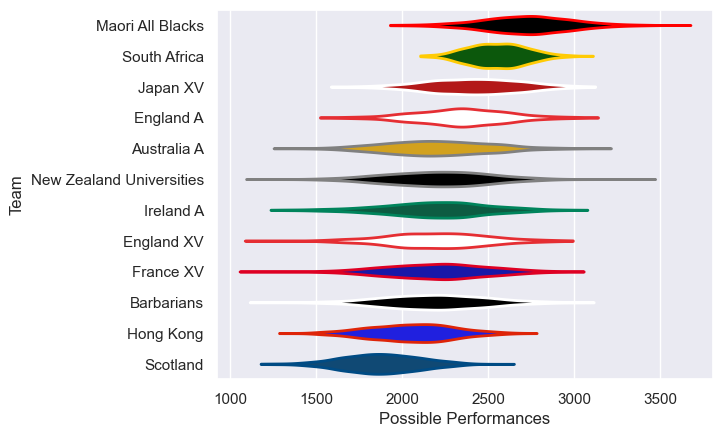 Maori All Blacks
South Africa
Japan XV
England A
Australia A
New Zealand Universities
Ireland A
England XV
France XV
Barbarians
Hong Kong
Scotland
Team
1000 1500 2000 2500 3000 3500
Possible Performances